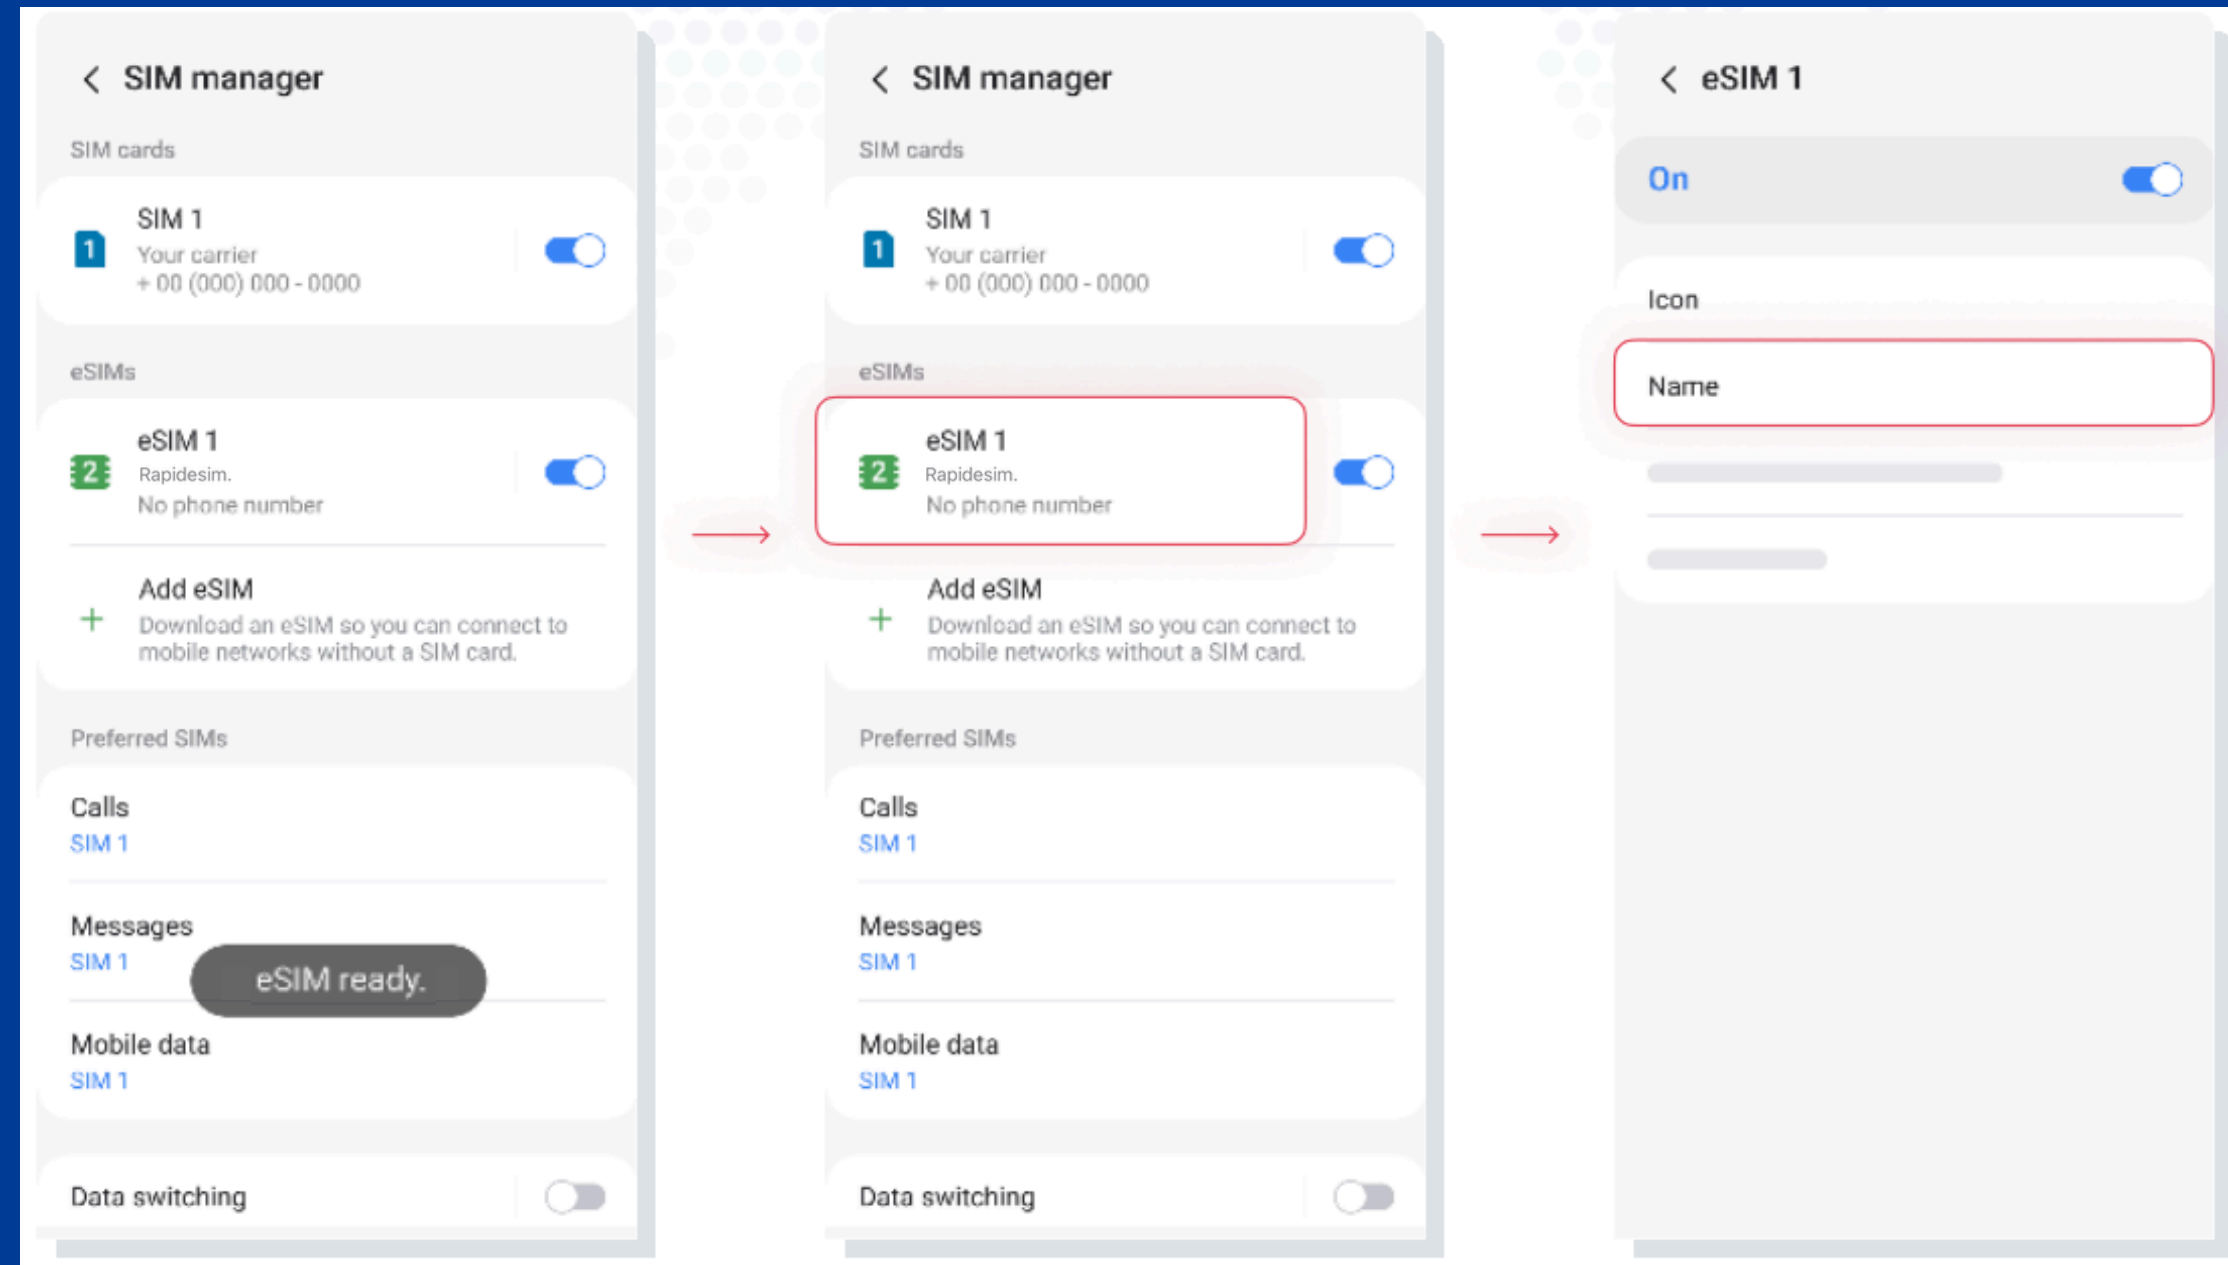 SIM manager
SIM cards
1
SIM 1
Your carrier
+ 00 (000) 000 - 0000
eSIMs
2
eSIM 1
Rapidesim.
No phone number
Add eSIM
Download an eSIM so you can connect to
mobile networks without a SIM card.
Preferred SIMs
Calls
SIM 1
Messages
SIM 1
eSIM ready.
Mobile data
SIM 1
Data switching
SIM manager
SIM cards
1
SIM 1
Your carrier
+ 00 (000) 000 - 0000
eSIMs
2
eSIM 1
Rapidesim.
No phone number
Add eSIM
Download an eSIM so you can connect to
mobile networks without a SIM card.
Preferred SIMs
Calls
SIM 1
Messages
SIM 1
Mobile data
SIM 1
Data switching
eSIM 1
On
Icon
Name